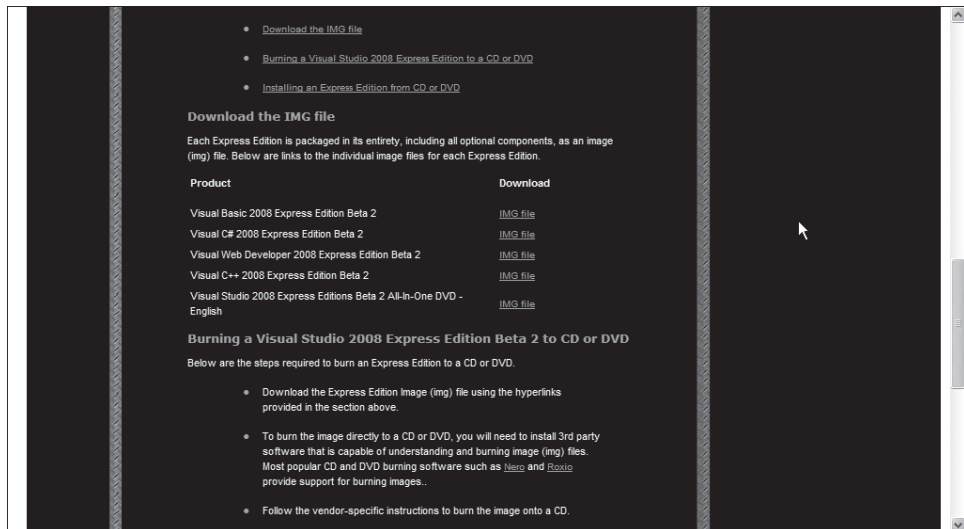 Download the IMG file
Burning a Visual Studio 2008 Express Edition to a CD or DVD
Installing an Express Edition from CD or DVD
Download the IMG file
Each Express Edition is packaged in its entirety, including all optional components, as an image
(img) file. Below are links to the individual image files for each Express Edition.
Product Download
Visual Basic 2008 Express Edition Beta 2 IMG file
Visual C# 2008 Express Edition Beta 2 IMG file
Visual Web Developer 2008 Express Edition Beta 2 IMG file
Visual C++ 2008 Express Edition Beta 2 IMG file
Visual Studio 2008 Express Editions Beta 2 All-In-One DVD -
English IMG file
Burning a Visual Studio 2008 Express Edition Beta 2 to CD or DVD
Below are the steps required to burn an Express Edition to a CD or DVD.
Download the Express Edition Image (img) file using the hyperlinks
provided in the section above.
To burn the image directly to a CD or DVD, you will need to install 3rd party
software that is capable of understanding and burning image (img) files.
Most popular CD and DVD burning software such as Nero and Roxio
provide support for burning images..
Follow the vendor-specific instructions to burn the image onto a CD.